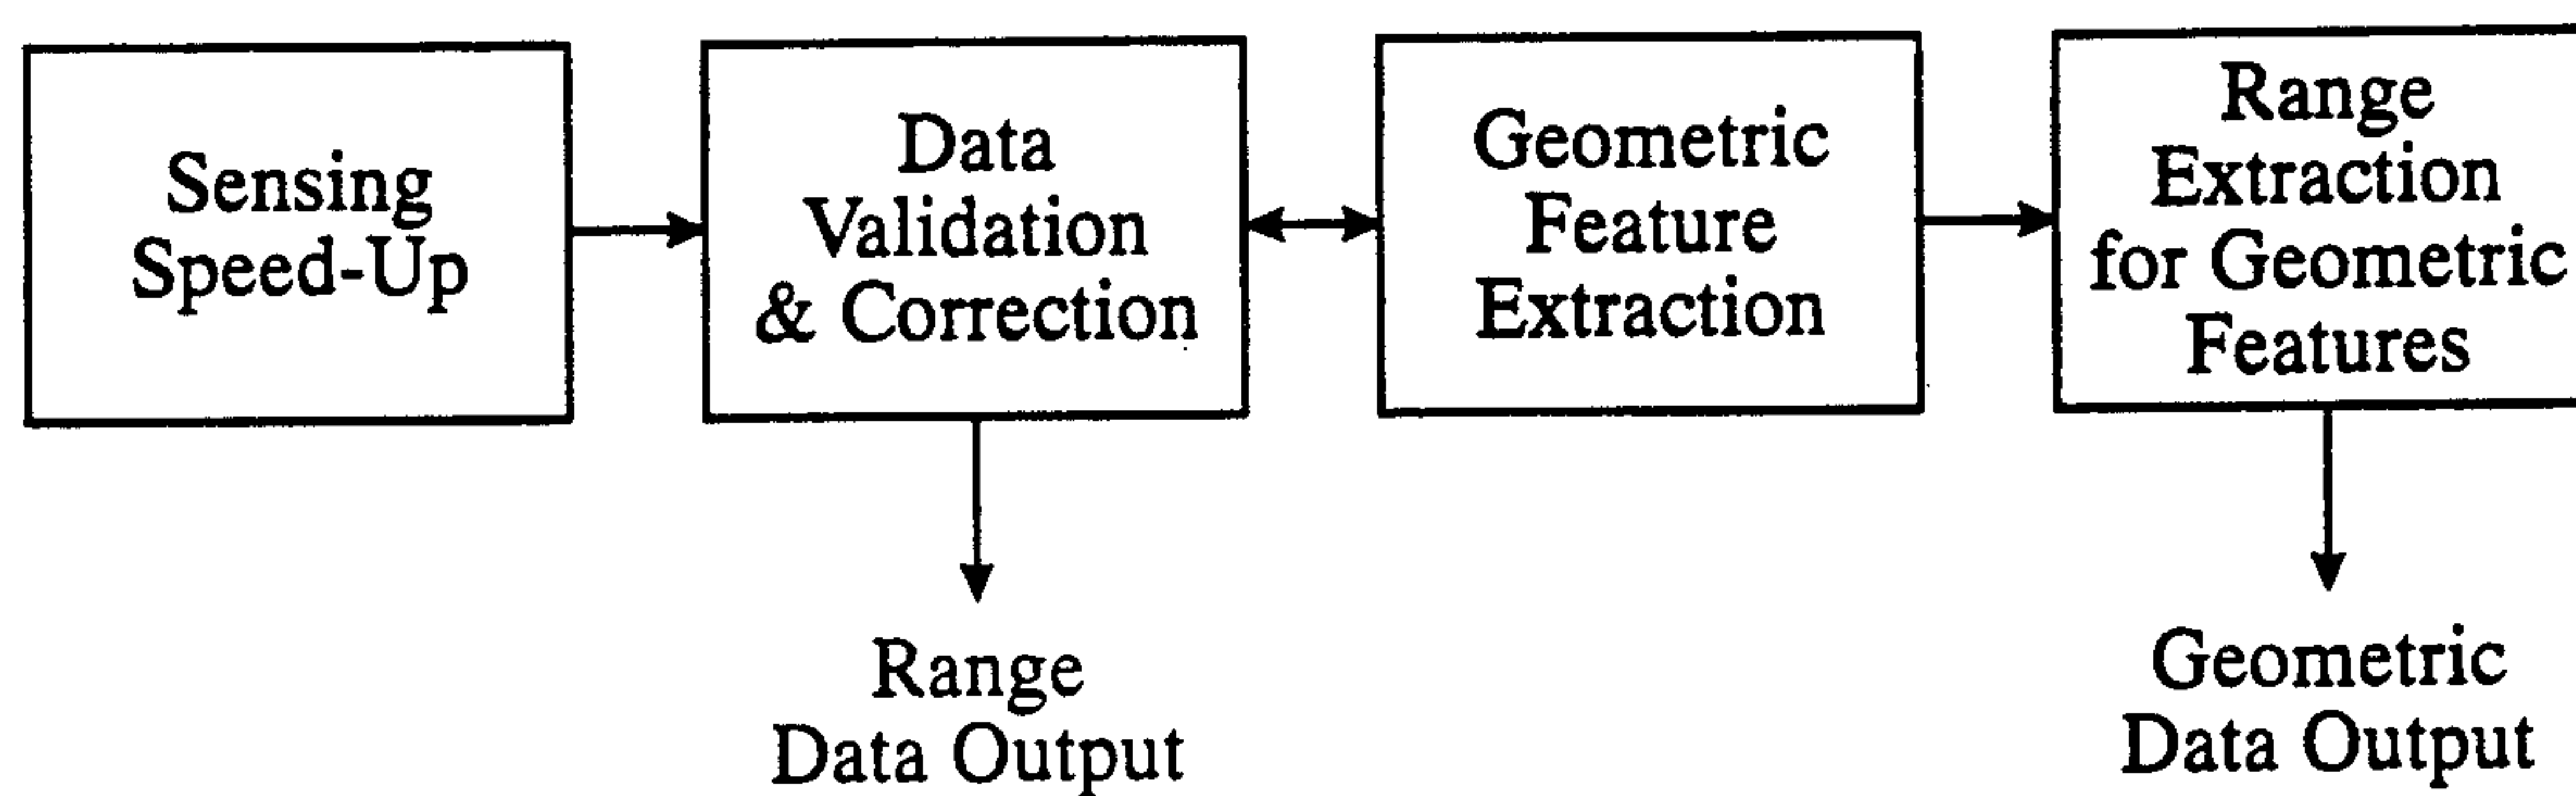 Sensing
Speed-Up
Data
Validation
& Correction
Geometric
Feature
Extraction
Range
Extraction
for Geometric
Features
Range
Data Output
Geometric
Data Output